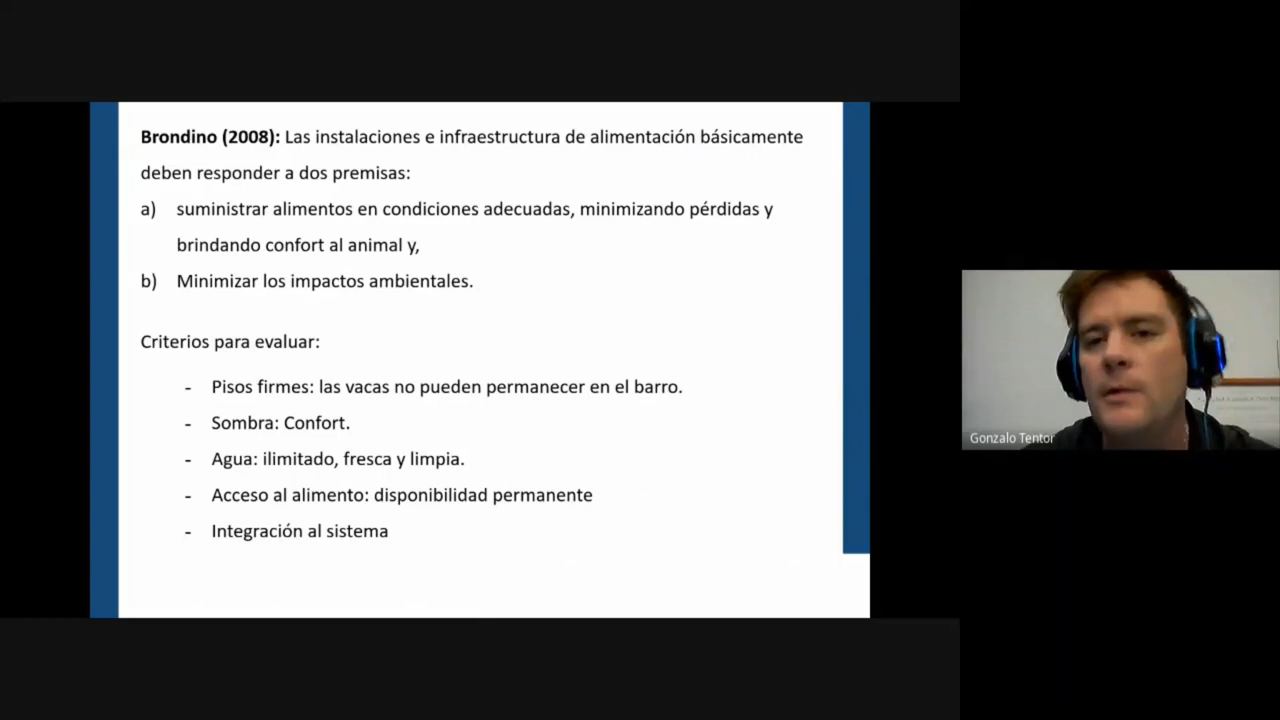 Brondino (2008): Las instalaciones e infraestructura de alimentación básicamente
deben responder a dos premisas:
a) suministrar alimentos en condiciones adecuadas, minimizando pérdidas y
brindando confort al animal y,
b) Minimizar los impactos ambientales.
Criterios para evaluar:
- Pisos firmes: las vacas no pueden permanecer en el barro.
- Sombra: Confort.
- Agua: ilimitado, fresca y limpia.
- Acceso al alimento: disponibilidad permanente
- Integración al sistema
Gonzalo Tentor